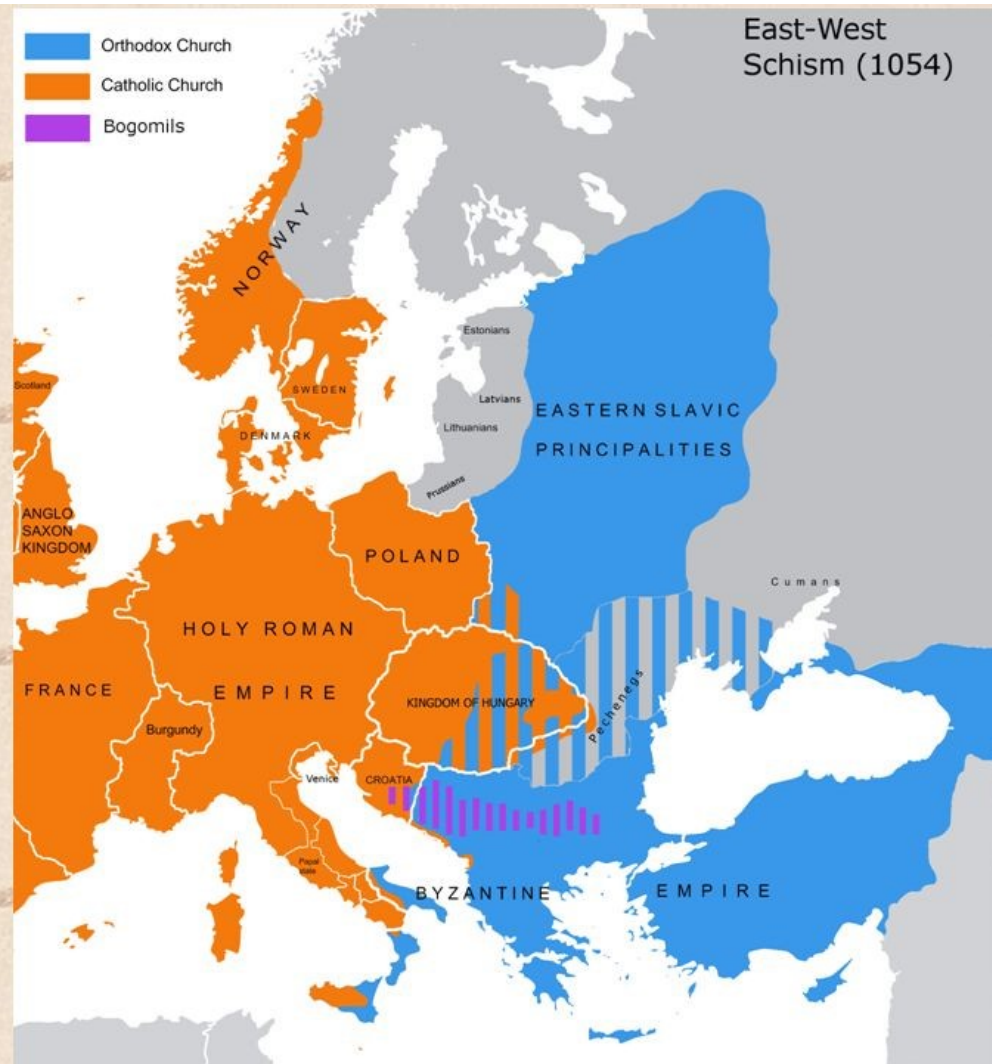 East-West
Schism (1054)
Orthodox Church
Catholic Church
Bogomils
NORWAY
SWEDEN
DENMARK
Scotland
ANGLO
SAXON
KINGDOM
Estonians
Latvians
Lithuanians
Prussians
EASTERN SLAVIC
PRINCIPALITIES
POLAND
HOLY ROMAN
EMPIRE
FRANCE
Burgundy
KINGDOM OF HUNGARY
Cumans
Pechenegs
Venice
CROATIA
Papal
state
BYZANTINE EMPIRE